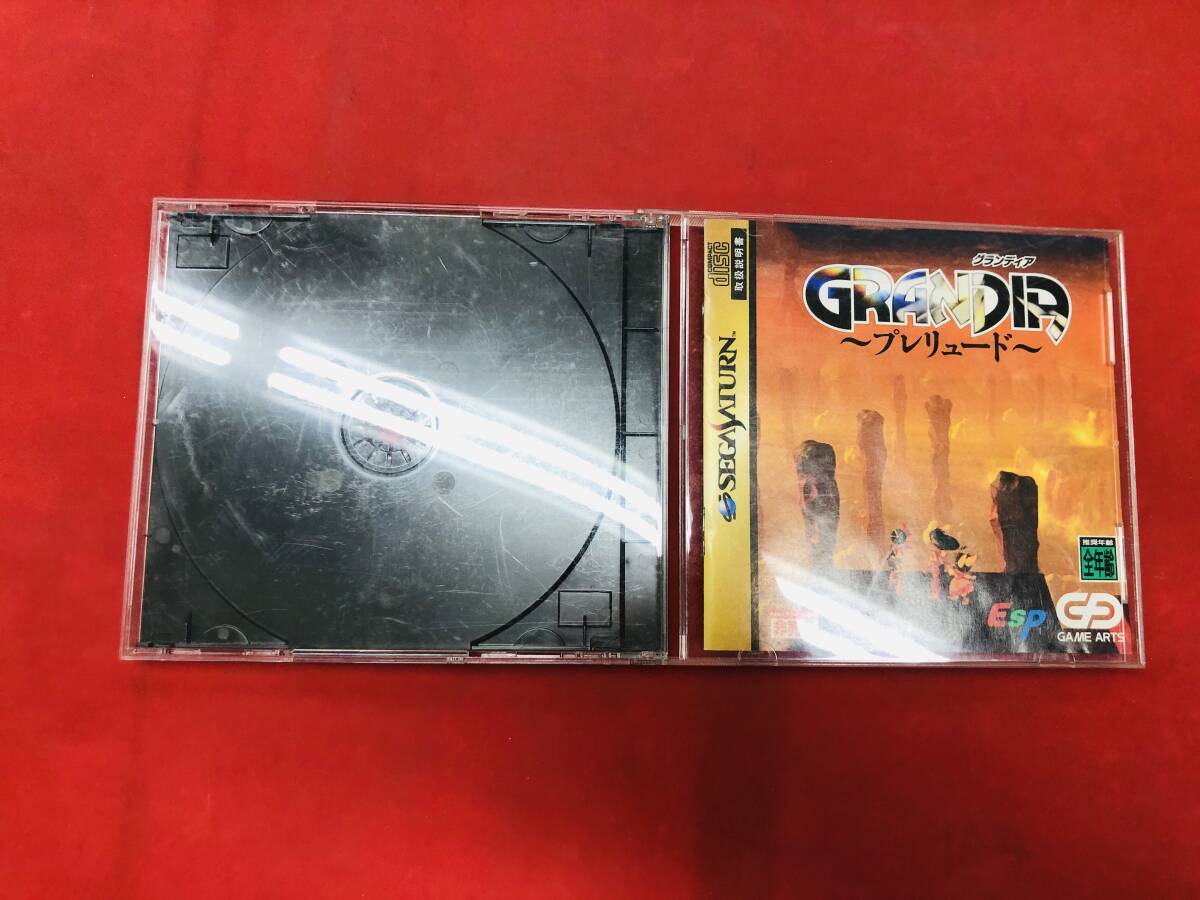 COMPACT
disc
取扱説明書
SEGA SATURN™
グランディア
GRANDIA
～プレリュード～
推奨年齢
全年齢
Esp
GAME ARTS